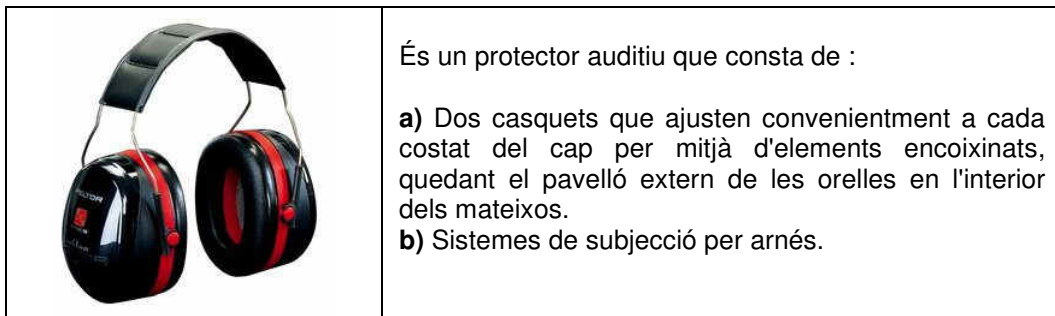 És un protector auditiu que consta de :
a) Dos casquets que ajusten convenientment a cada
costat del cap per mitjà d'elements encoixinats,
quedant el pavelló extern de les orelles en l'interior
dels mateixos.
b) Sistemes de subjecció per arnés.
PELTOR